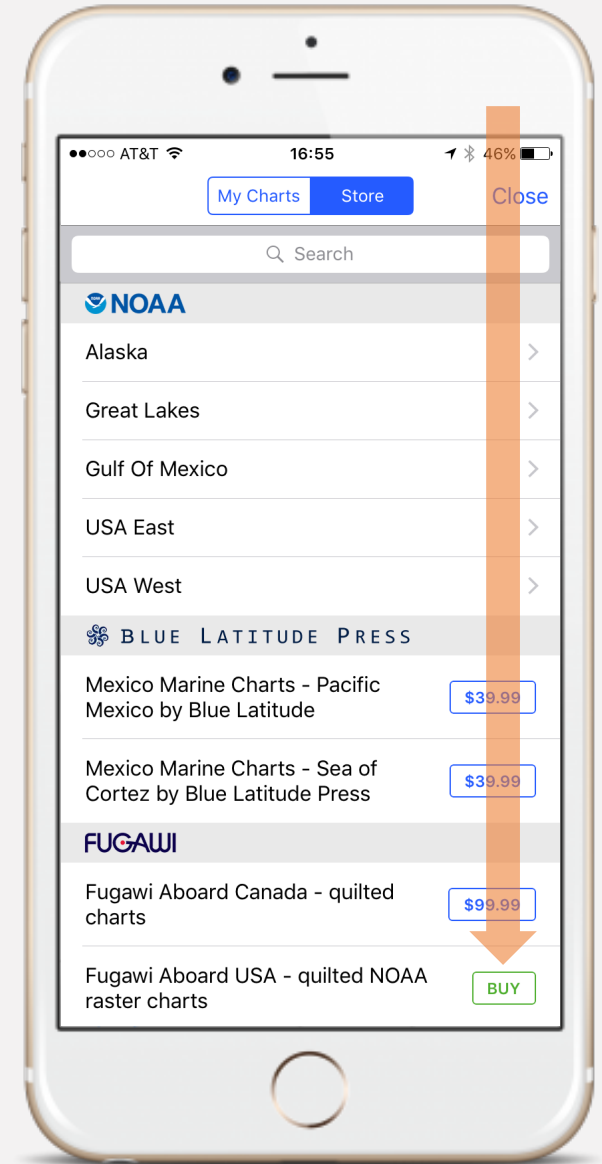 AT&T 16:55 46%
My Charts Store Close
Search
NOAA
Alaska
Great Lakes
Gulf Of Mexico
USA East
USA West
BLUE LATITUDE PRESS
Mexico Marine Charts - Pacific
Mexico by Blue Latitude
$39.99
Mexico Marine Charts - Sea of
Cortez by Blue Latitude Press
$39.99
FUGAWI
Fugawi Aboard Canada - quilted
charts
$99.99
Fugawi Aboard USA - quilted NOAA
raster charts
BUY